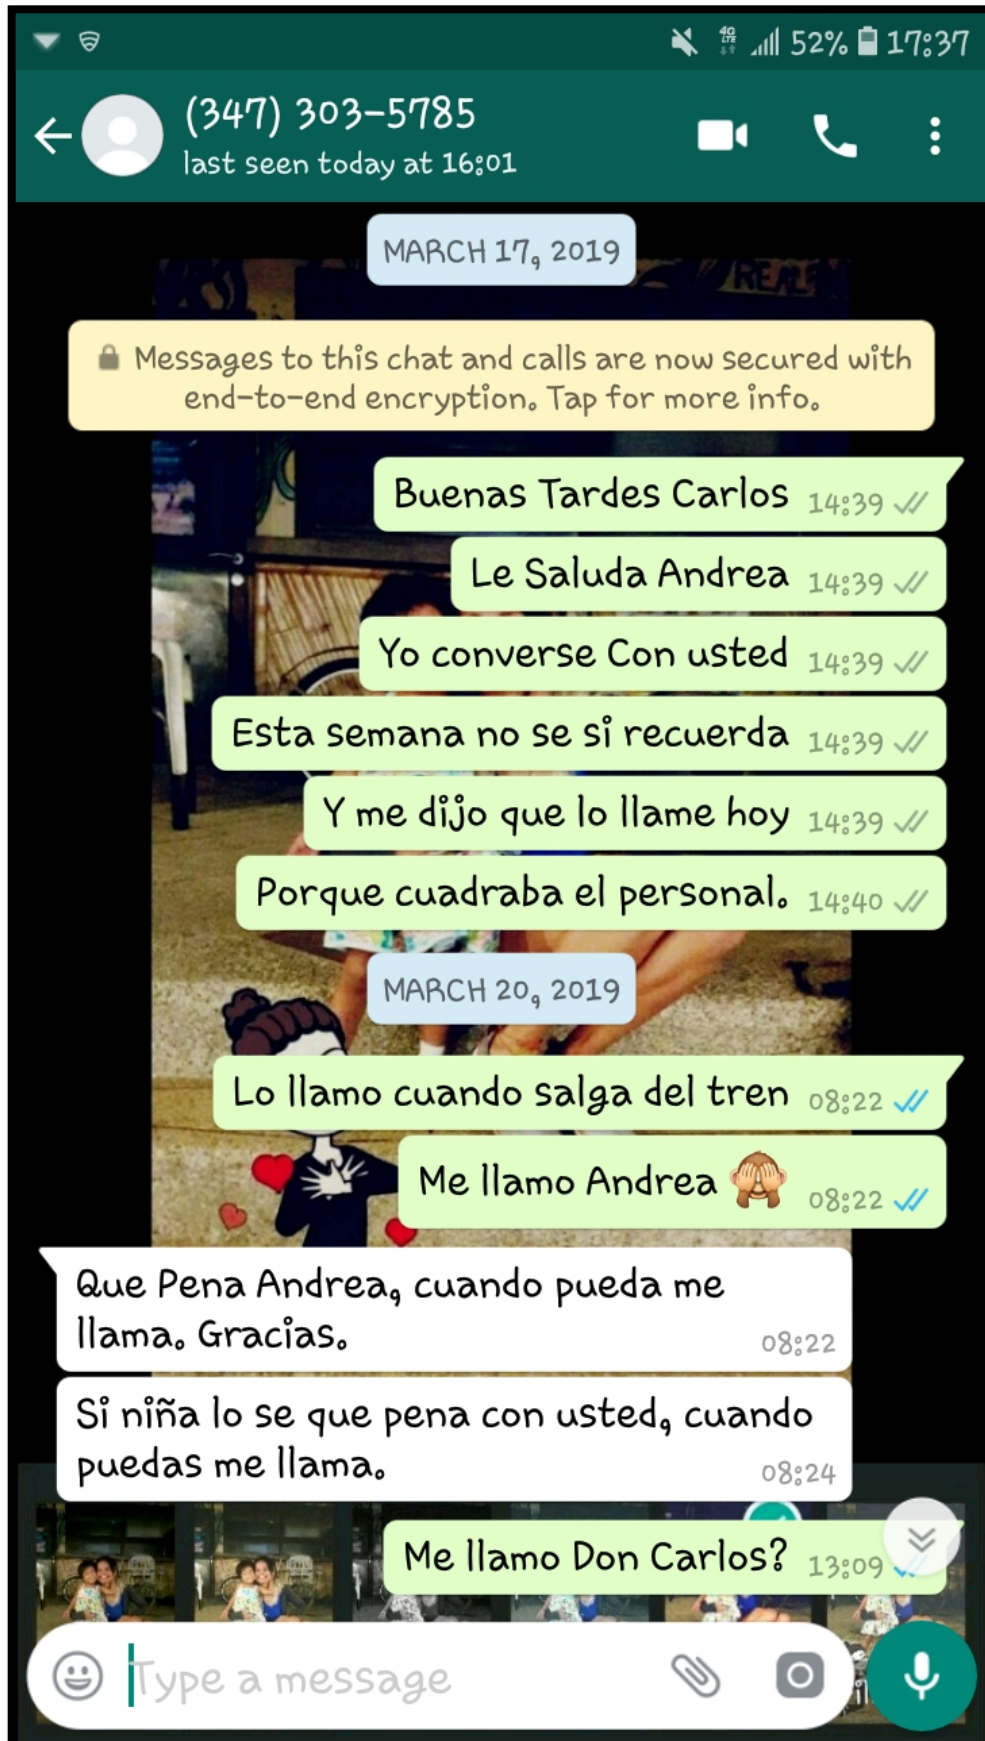 4G LTE 52% 17:37
(347) 303-5785
last seen today at 16:01
MARCH 17, 2019
REAL
Messages to this chat and calls are now secured with
end-to-end encryption. Tap for more info.
Buenas Tardes Carlos 14:39
Le Saluda Andrea 14:39
Yo converse Con usted 14:39
Esta semana no se si recuerda 14:39
Y me dijo que lo llame hoy 14:39
Porque cuadraba el personal. 14:40
MARCH 20, 2019
Lo llamo cuando salga del tren 08:22
Me llamo Andrea 🙈 08:22
Que Pena Andrea, cuando pueda me
llama. Gracias. 08:22
Si niña lo se que pena con usted, cuando
puedas me llama. 08:24
Me llamo Don Carlos? 13:09
Type a message